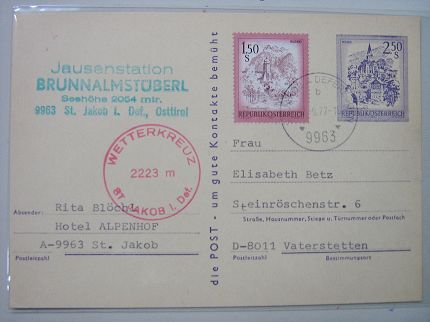 Jausenstation
BRUNNALMSTÜBERL
Seehöhe 2054 mtr.
9963 St. Jakob i. Def., Osttirol
WETTERKREUZ
2223 m
ST. JAKOB i. Def.
Absender:
Rita Blöchl
Hotel ALPENHOF
A-9963 St. Jakob
Postleitzahl
die POST - um gute Kontakte bemüht
1,50
S
REPUBLIK ÖSTERREICH
2,50
S
REPUBLIK ÖSTERREICH
b
9963
Frau
Elisabeth Betz
Steinröschenstr. 6
Straße, Hausnummer, Stiege u. Türnummer oder Postfach
D-8011 Vaterstetten
Postleitzahl
Bestimmungsort